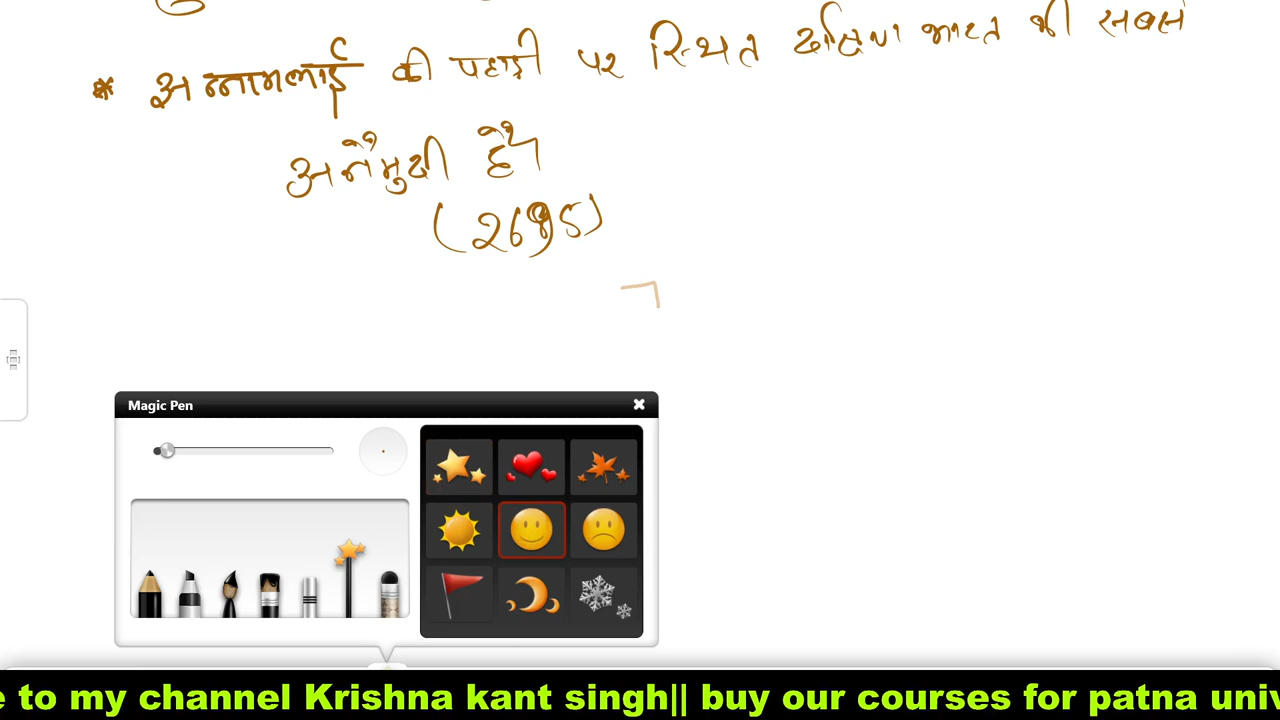 * अन्नामलाई की पहाड़ी पर स्थित दक्षिण भारत की सबसे
अनैमुदी है।
(2695)
Magic Pen
e to my channel Krishna kant singh|| buy our courses for patna univ